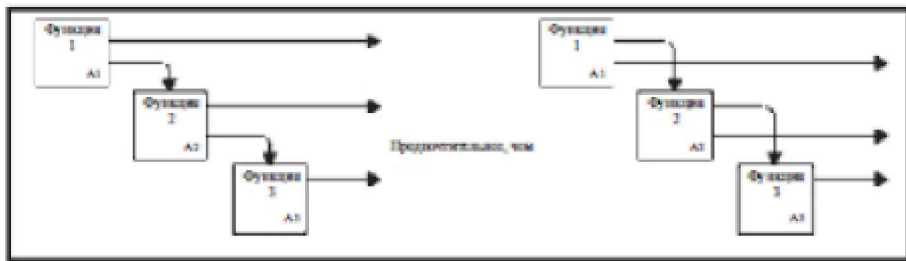 Функция
1
А1
Функция
2
А2
Функция
3
А3
Предпочтительнее, чем
Функция
1
А1
Функция
2
А2
Функция
3
А3